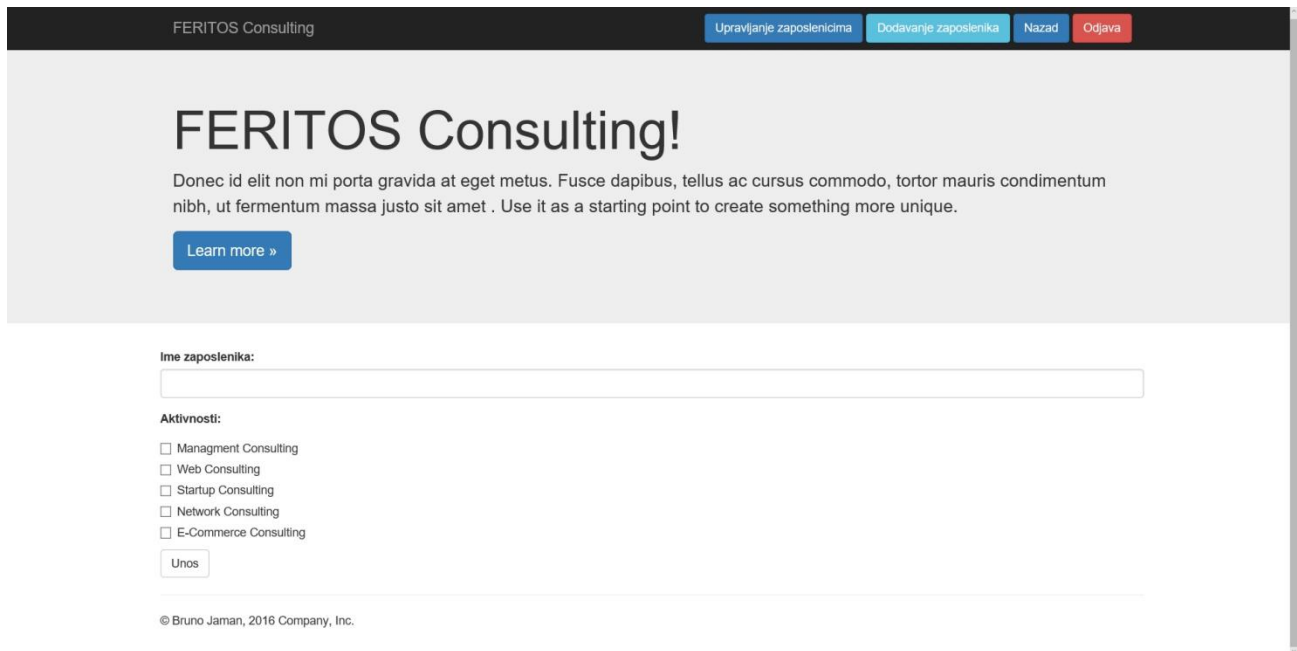 FERITOS Consulting Upravljanje zaposlenicima Dodavanje zaposlenika Nazad Odjava
FERITOS Consulting!
Donec id elit non mi porta gravida at eget metus. Fusce dapibus, tellus ac cursus commodo, tortor mauris condimentum
nibh, ut fermentum massa justo sit amet . Use it as a starting point to create something more unique.
Learn more »
Ime zaposlenika:
Aktivnosti:
Managment Consulting
Web Consulting
Startup Consulting
Network Consulting
E-Commerce Consulting
Unos
© Bruno Jaman, 2016 Company, Inc.